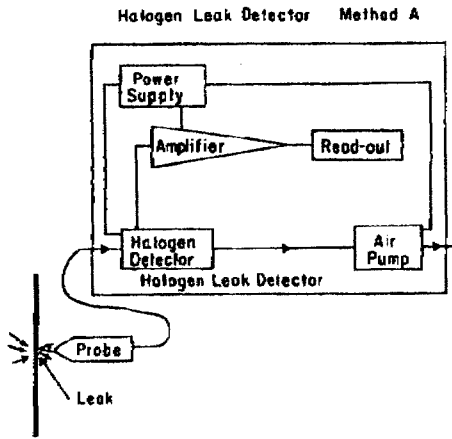 Halogen Leak Detector Method A
Power
Supply
Amplifier
Read-out
Halogen
Detector
Air
Pump
Halogen Leak Detector
Probe
Leak